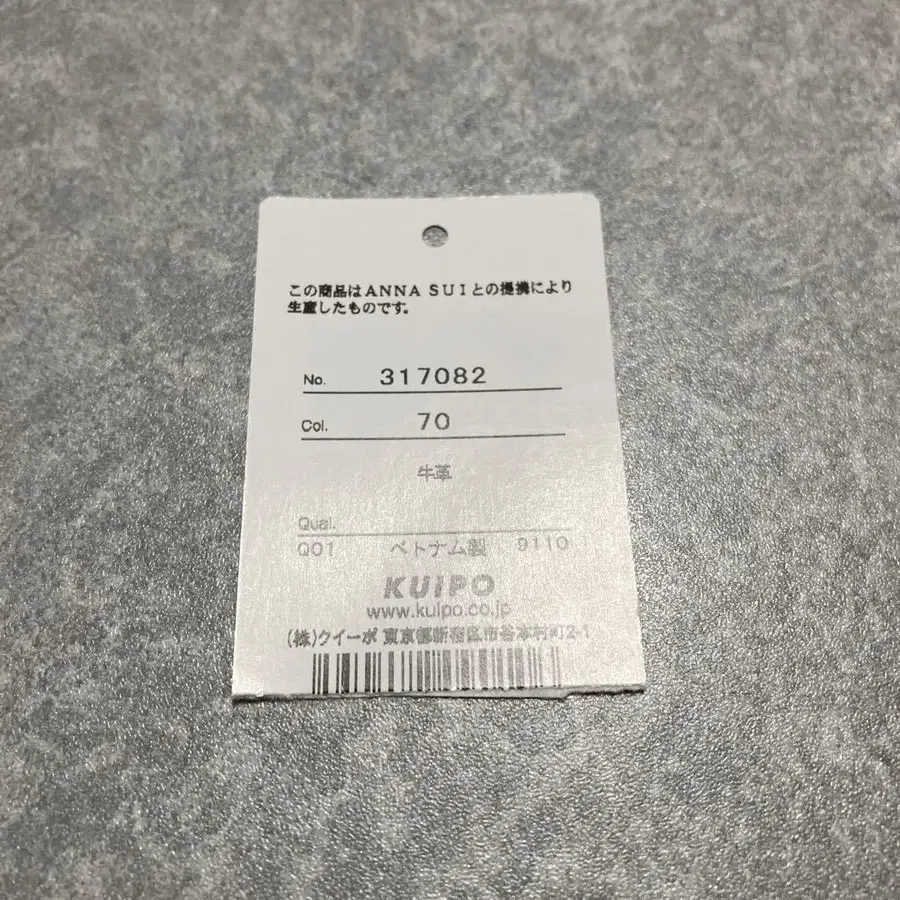 この商品はANNA SUIとの提携により
生産したものです。
No. 317082
Col. 70
牛革
Qual.
Q01 ベトナム製 9110
KUIPO
www.kuipo.co.jp
(株)クイーポ 東京都新宿区市谷本村町2-1